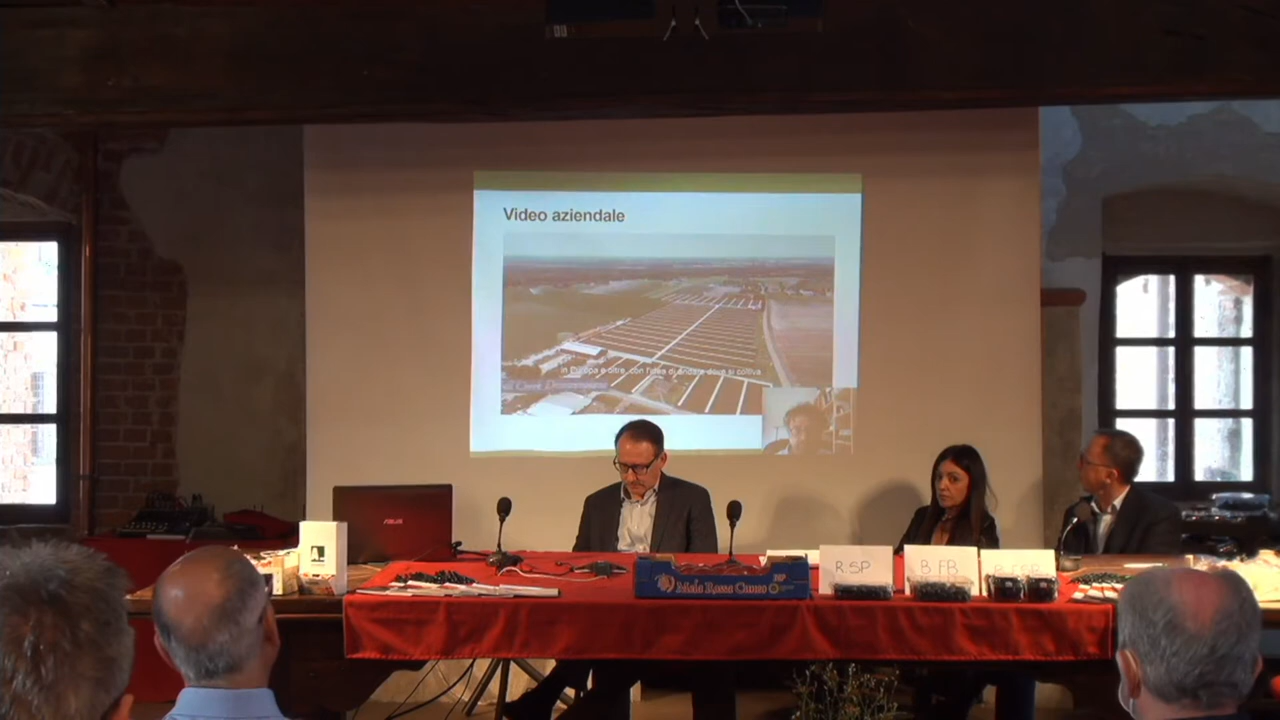 Video aziendale
in Europa e oltre, con l'idea di andare dove si coltiva
ASUS
Mela Rossa Cuneo
R.SP
B FB